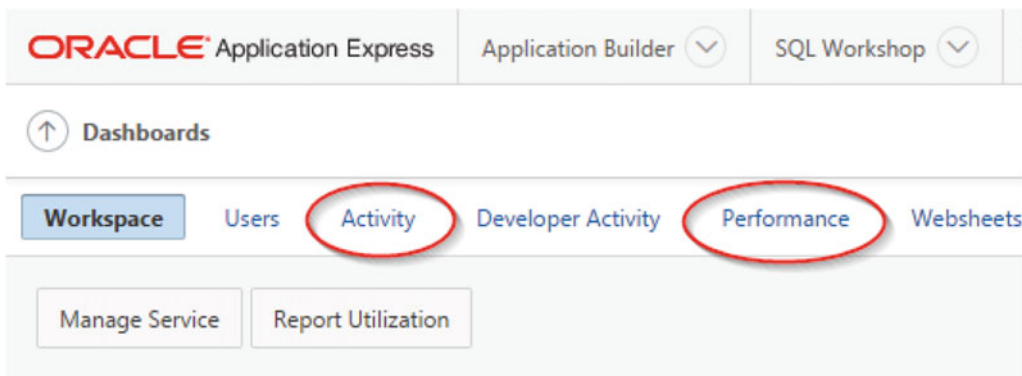 ORACLE Application Express Application Builder SQL Workshop
Dashboards
Workspace Users Activity Developer Activity Performance Websheets
Manage Service Report Utilization